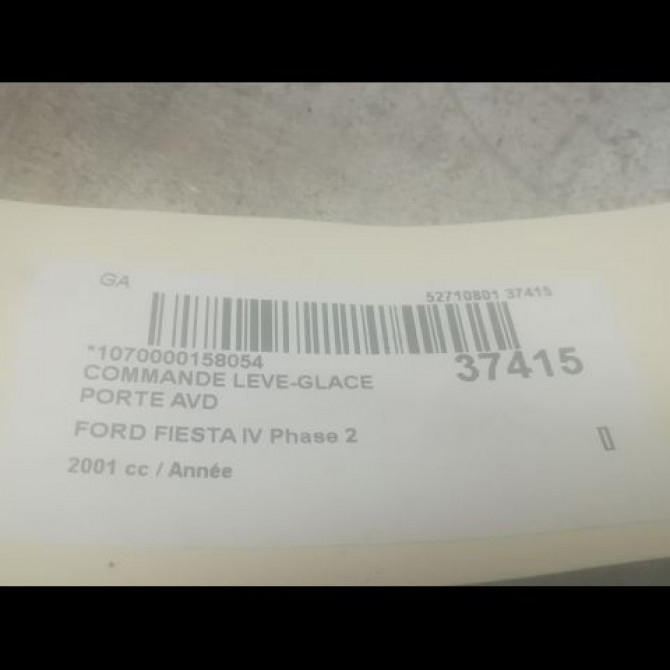 GA
52710801 37415
*1070000158054
37415
COMMANDE LEVE-GLACE
PORTE AVD
FORD FIESTA IV Phase 2
2001 cc / Année